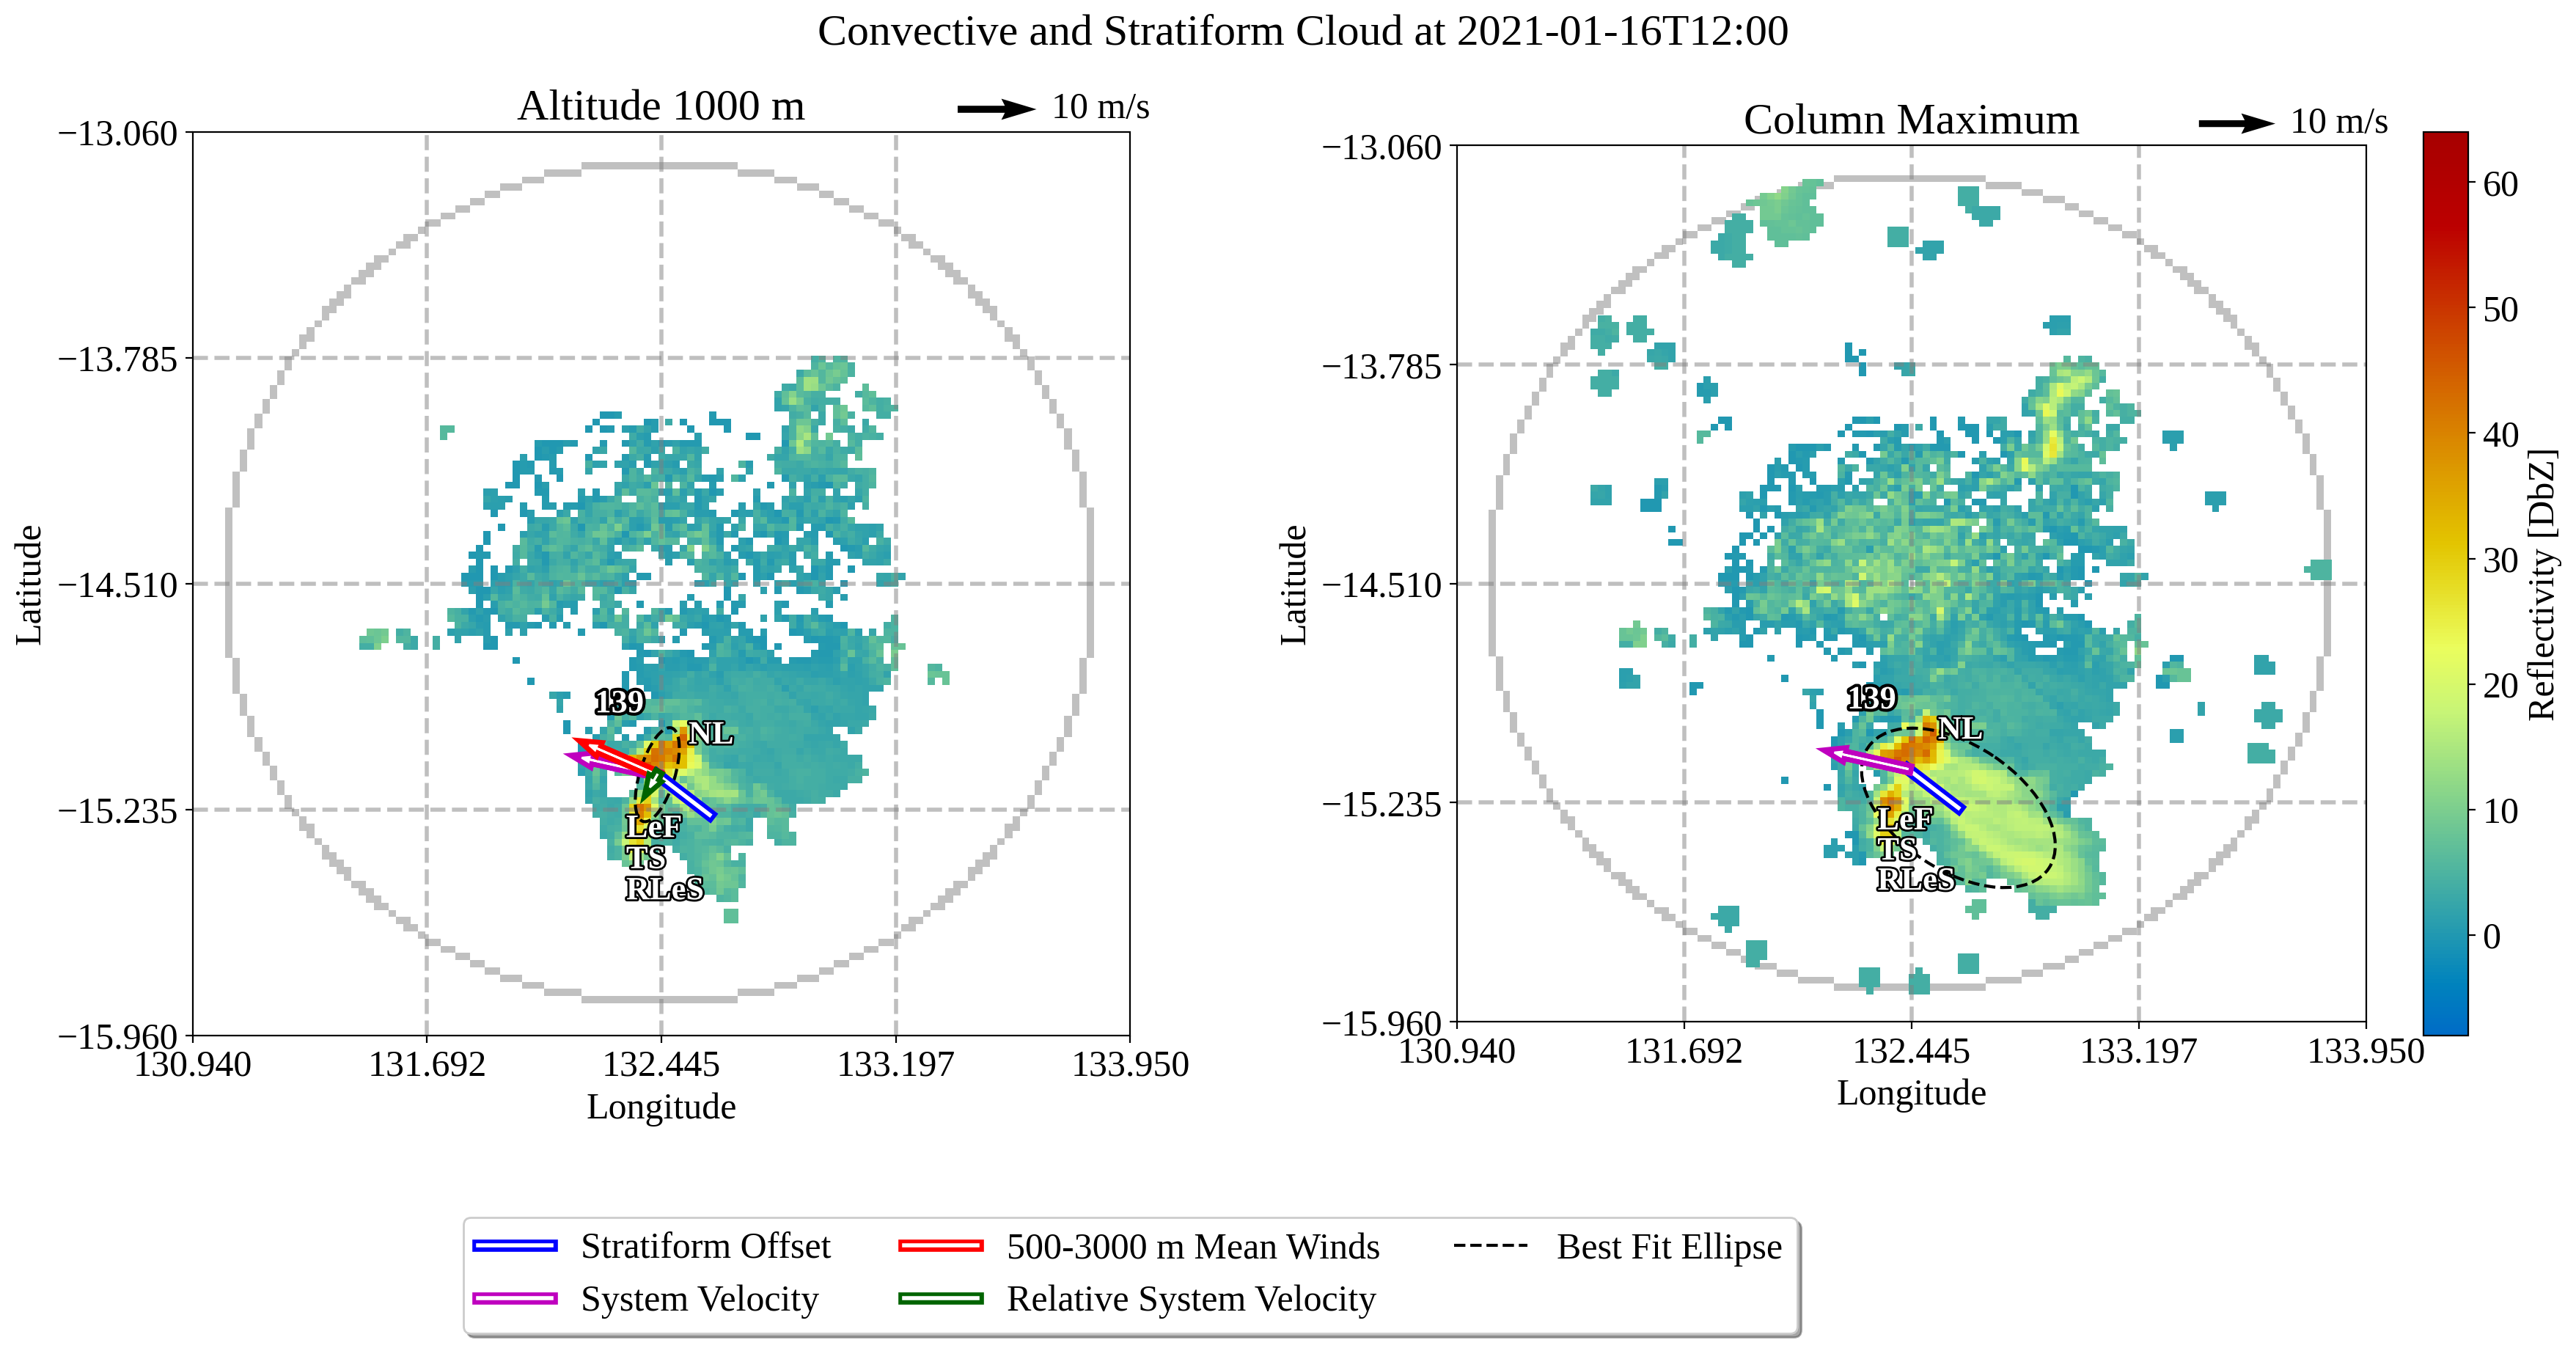 Convective and Stratiform Cloud at 2021-01-16T12:00
Altitude 1000 m
10 m/s
−13.060
−13.785
−14.510
−15.235
−15.960
Latitude
130.940
131.692
132.445
133.197
133.950
Longitude
139
NL
LeF
TS
RLeS
Column Maximum
10 m/s
−13.060
−13.785
−14.510
−15.235
−15.960
Latitude
130.940
131.692
132.445
133.197
133.950
Longitude
139
NL
LeF
TS
RLeS
60
50
40
30
20
10
0
Reflectivity [DbZ]
Stratiform Offset
System Velocity
500-3000 m Mean Winds
Relative System Velocity
Best Fit Ellipse